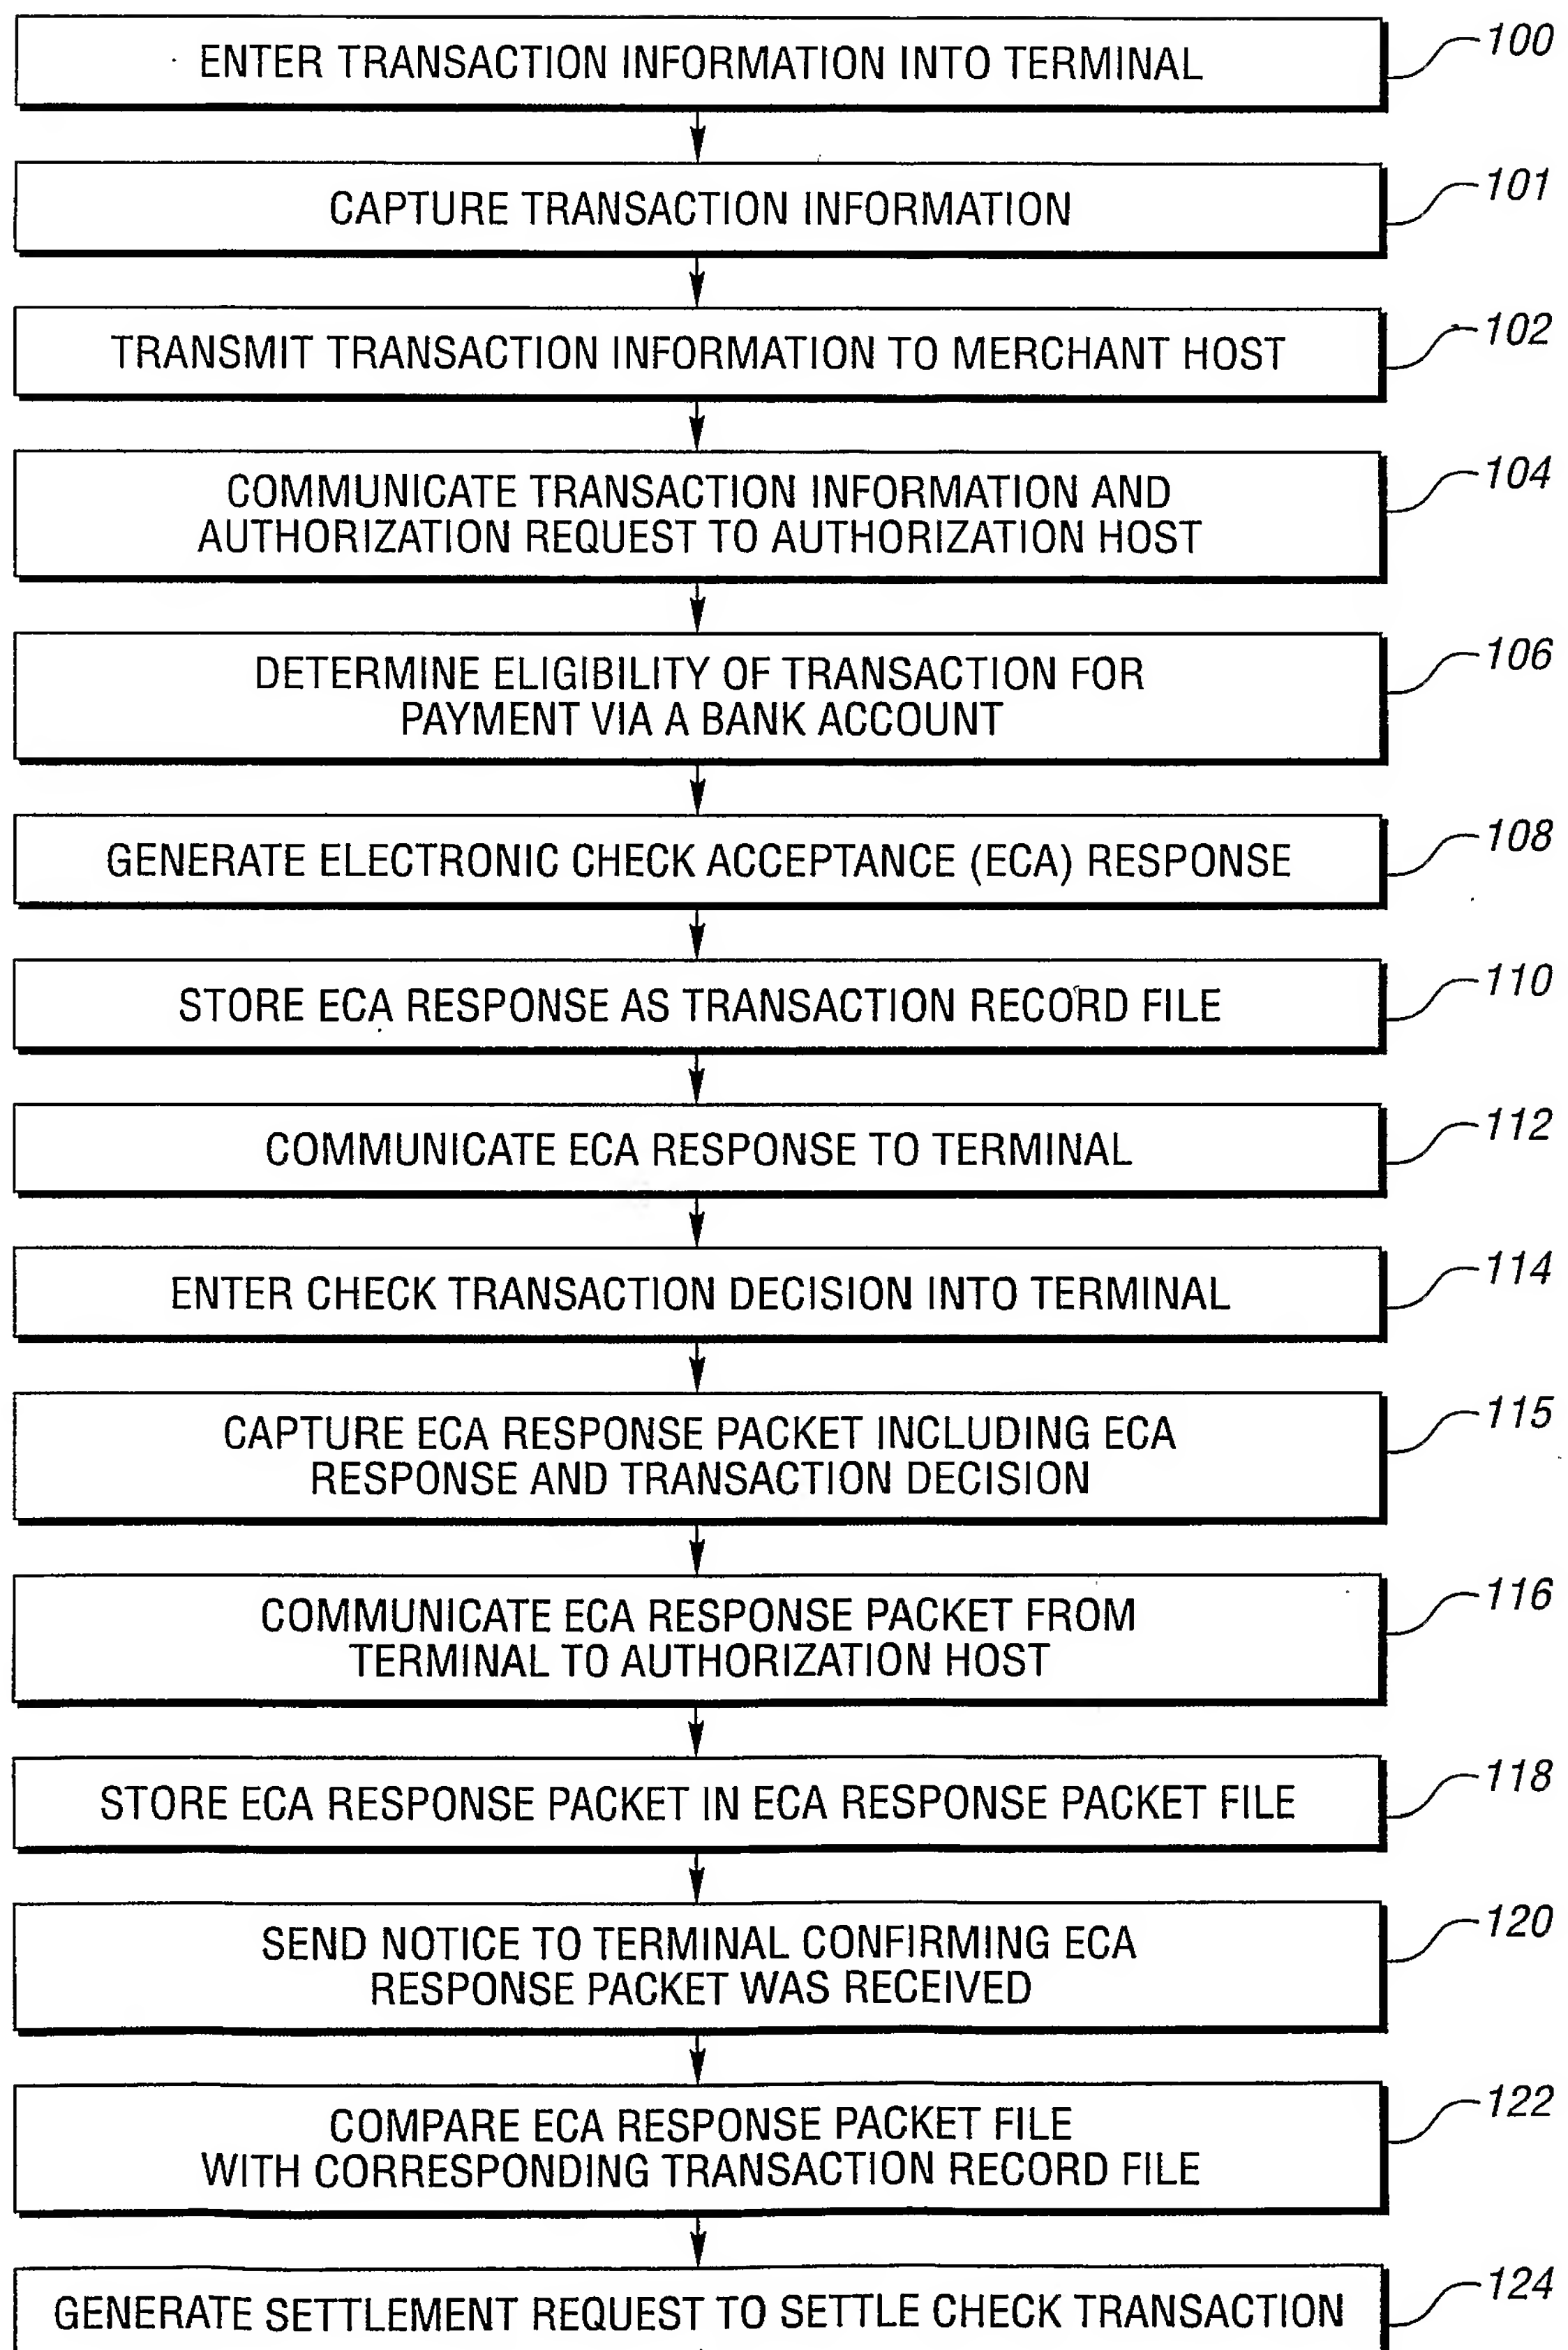 ENTER TRANSACTION INFORMATION INTO TERMINAL
100
CAPTURE TRANSACTION INFORMATION
101
TRANSMIT TRANSACTION INFORMATION TO MERCHANT HOST
102
COMMUNICATE TRANSACTION INFORMATION AND
AUTHORIZATION REQUEST TO AUTHORIZATION HOST
104
DETERMINE ELIGIBILITY OF TRANSACTION FOR
PAYMENT VIA A BANK ACCOUNT
106
GENERATE ELECTRONIC CHECK ACCEPTANCE (ECA) RESPONSE
108
STORE ECA RESPONSE AS TRANSACTION RECORD FILE
110
COMMUNICATE ECA RESPONSE TO TERMINAL
112
ENTER CHECK TRANSACTION DECISION INTO TERMINAL
114
CAPTURE ECA RESPONSE PACKET INCLUDING ECA
RESPONSE AND TRANSACTION DECISION
115
COMMUNICATE ECA RESPONSE PACKET FROM
TERMINAL TO AUTHORIZATION HOST
116
STORE ECA RESPONSE PACKET IN ECA RESPONSE PACKET FILE
118
SEND NOTICE TO TERMINAL CONFIRMING ECA
RESPONSE PACKET WAS RECEIVED
120
COMPARE ECA RESPONSE PACKET FILE
WITH CORRESPONDING TRANSACTION RECORD FILE
122
GENERATE SETTLEMENT REQUEST TO SETTLE CHECK TRANSACTION
124